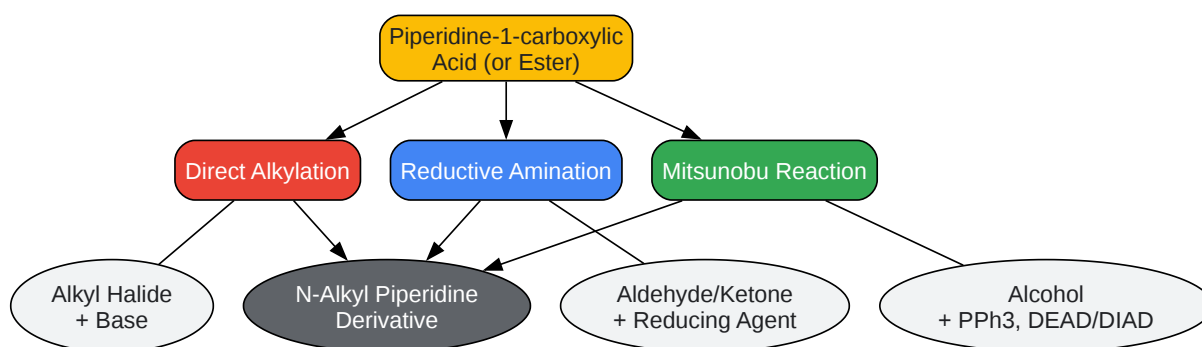 Piperidine-1-carboxylic
Acid (or Ester)
Direct Alkylation
Reductive Amination
Mitsunobu Reaction
Alkyl Halide
+ Base
N-Alkyl Piperidine
Derivative
Aldehyde/Ketone
+ Reducing Agent
Alcohol
+ PPh3, DEAD/DIAD